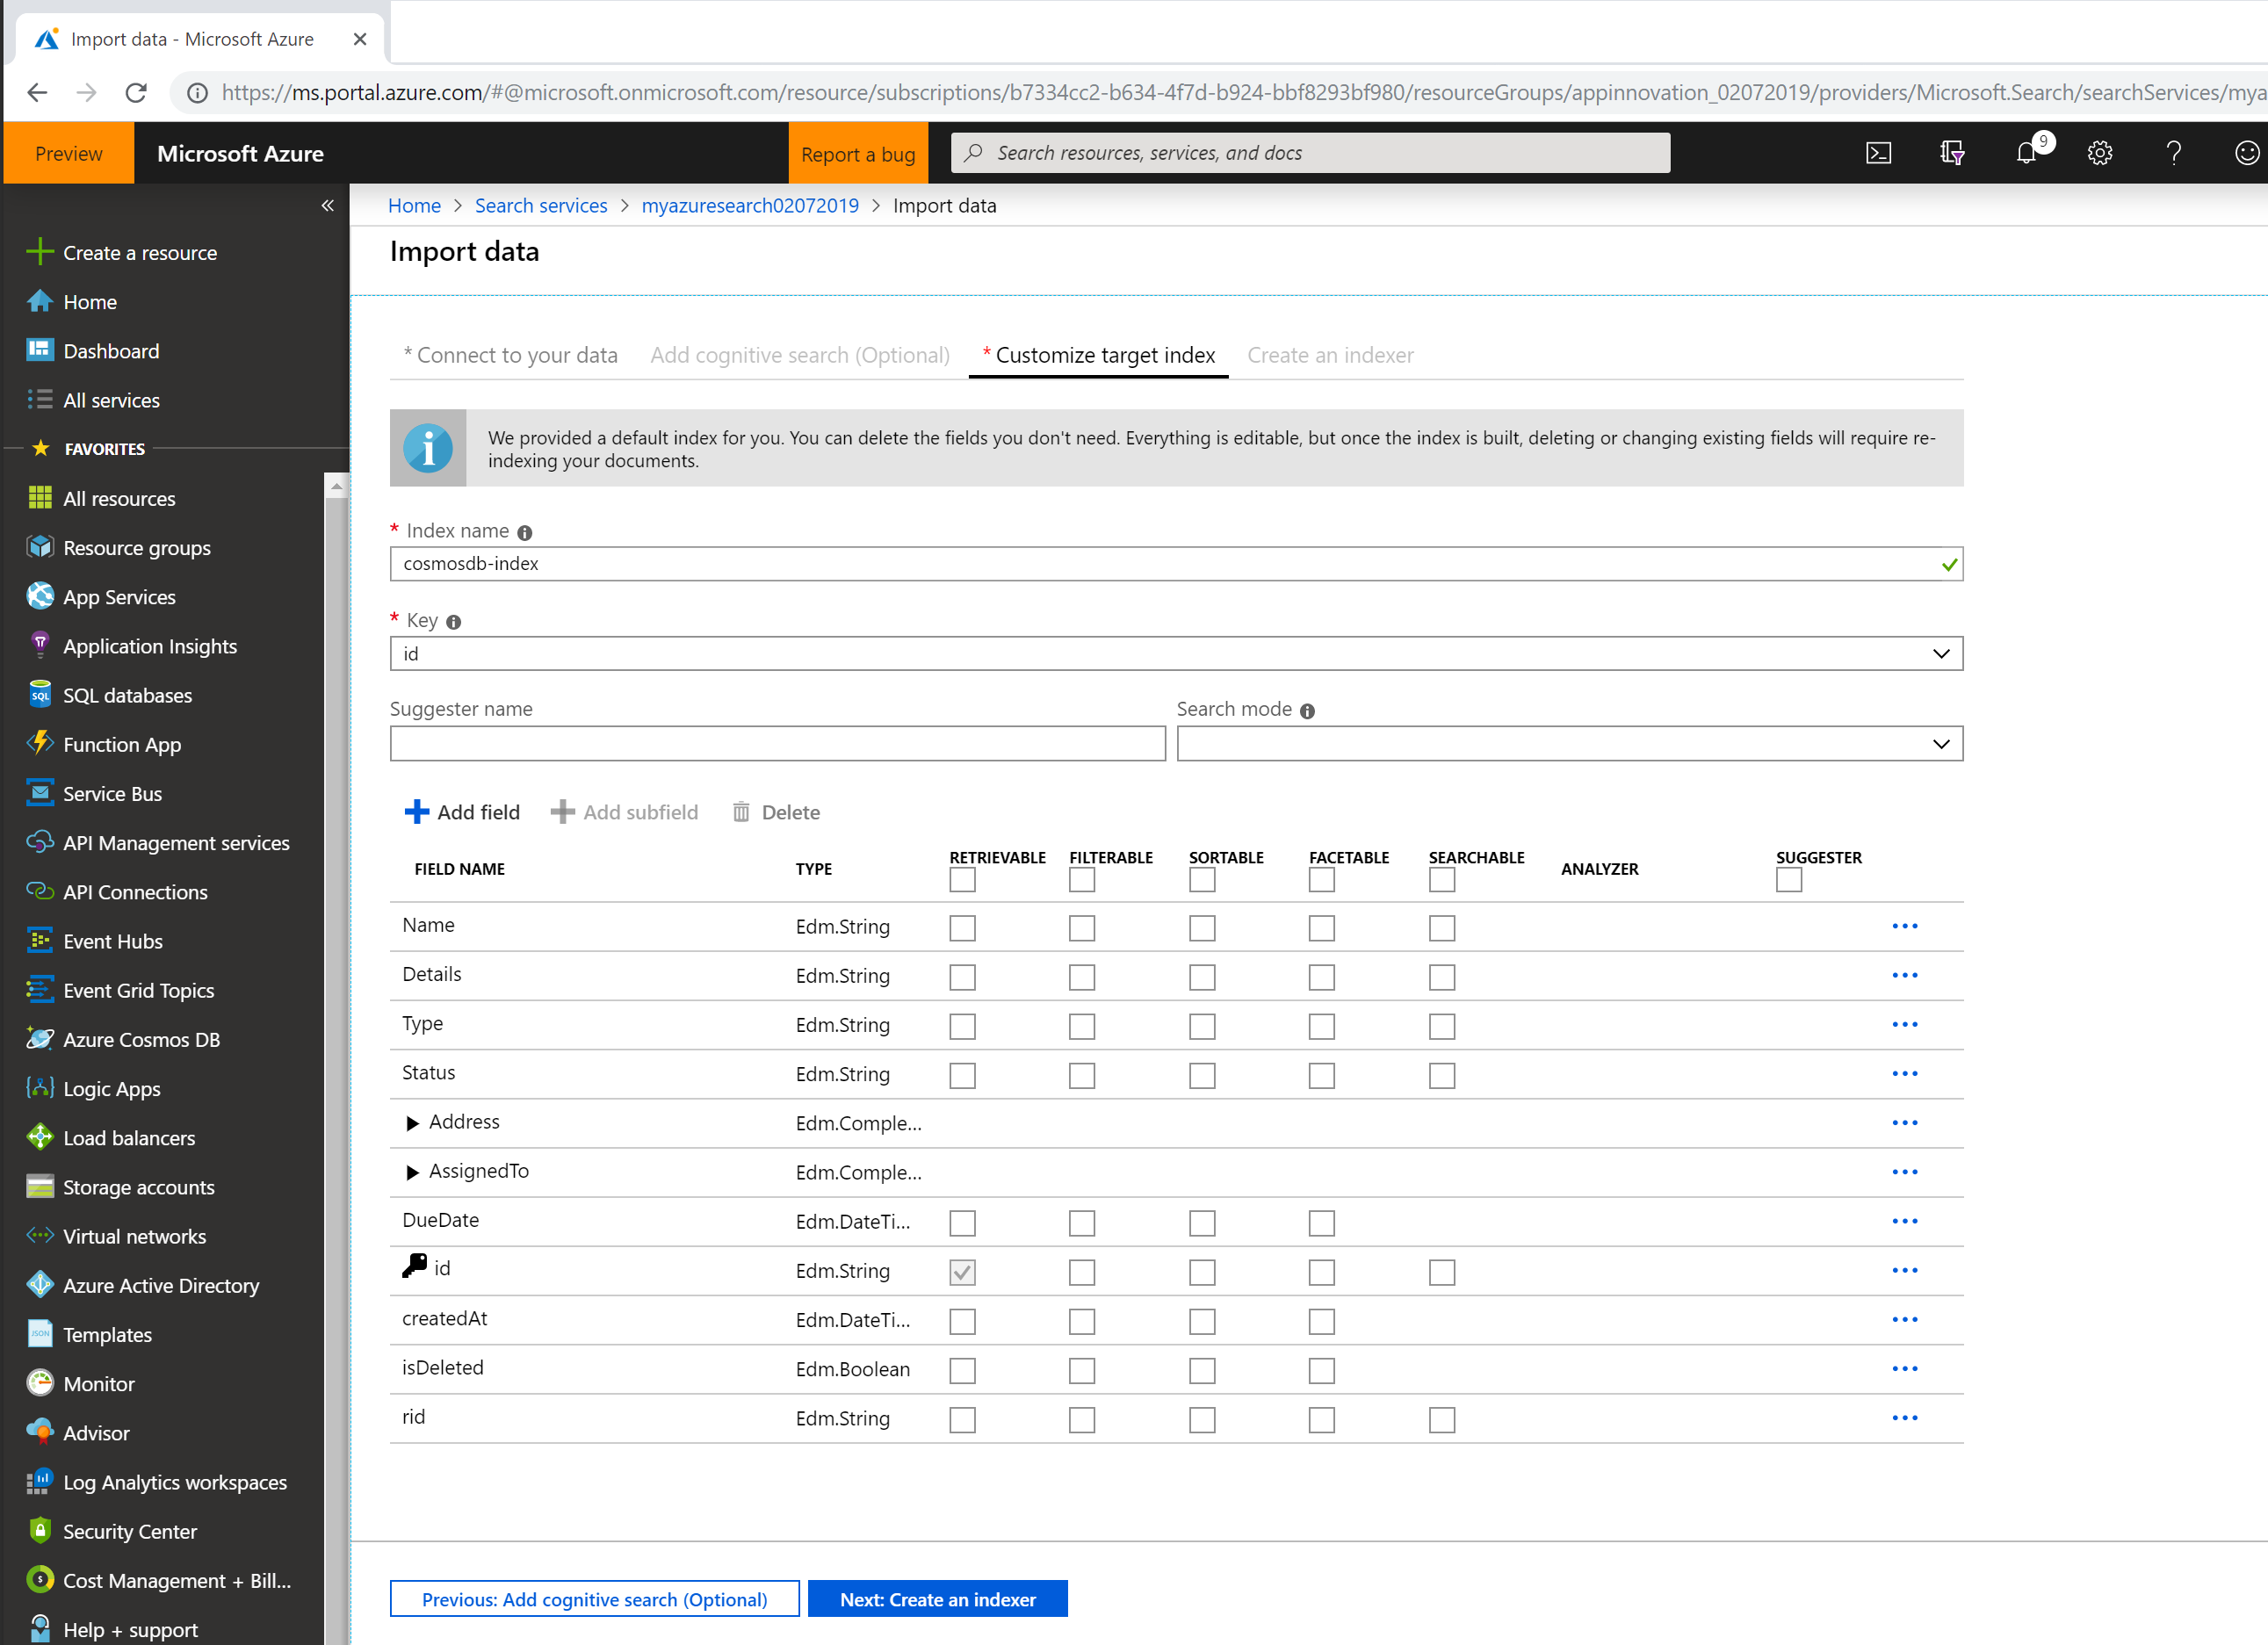 Import data - Microsoft Azure
https://ms.portal.azure.com/#@microsoft.onmicrosoft.com/resource/subscriptions/b7334cc2-b634-4f7d-b924-bbf8293bf980/resourceGroups/appinnovation_02072019/providers/Microsoft.Search/searchServices/mya
Preview
Microsoft Azure
Report a bug
Search resources, services, and docs
9
Create a resource
Home
Dashboard
All services
FAVORITES
All resources
Resource groups
App Services
Application Insights
SQL databases
Function App
Service Bus
API Management services
API Connections
Event Hubs
Event Grid Topics
Azure Cosmos DB
Logic Apps
Load balancers
Storage accounts
Virtual networks
Azure Active Directory
Templates
Monitor
Advisor
Log Analytics workspaces
Security Center
Cost Management + Bill...
Help + support
Home > Search services > myazuresearch02072019 > Import data
Import data
* Connect to your data Add cognitive search (Optional) * Customize target index Create an indexer
We provided a default index for you. You can delete the fields you don't need. Everything is editable, but once the index is built, deleting or changing existing fields will require re-
indexing your documents.
* Index name
cosmosdb-index
* Key
id
Suggester name Search mode
Add field Add subfield Delete
FIELD NAME TYPE RETRIEVABLE FILTERABLE SORTABLE FACETABLE SEARCHABLE ANALYZER SUGGESTER
Name Edm.String ...
Details Edm.String ...
Type Edm.String ...
Status Edm.String ...
Address Edm.Comple... ...
AssignedTo Edm.Comple... ...
DueDate Edm.DateTi... ...
id Edm.String ...
createdAt Edm.DateTi... ...
isDeleted Edm.Boolean ...
rid Edm.String ...
Previous: Add cognitive search (Optional) Next: Create an indexer